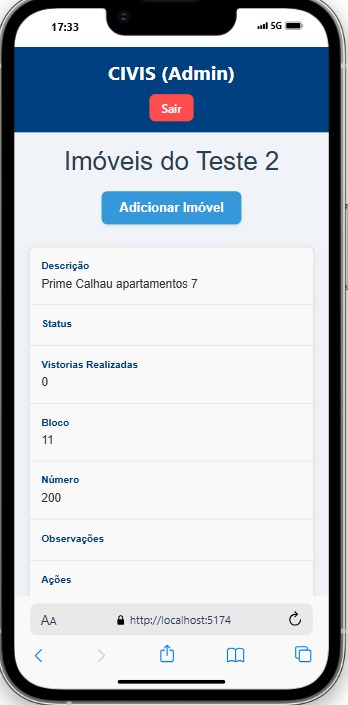 17:33
5G
CIVIS (Admin)
Sair
Imóveis do Teste 2
Adicionar Imóvel
Descrição
Prime Calhau apartamentos 7
Status
Vistorias Realizadas
0
Bloco
11
Número
200
Observações
Ações
AA
http://localhost:5174